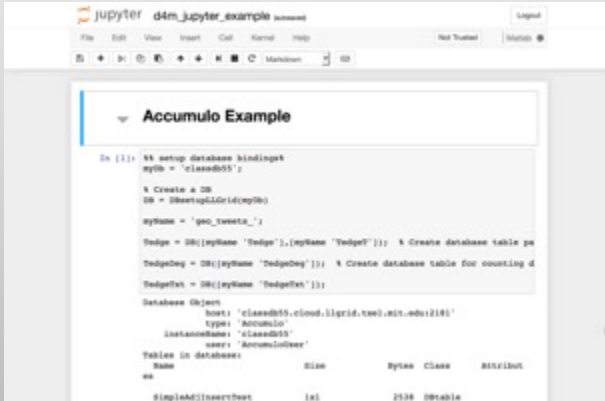 jupyter d4m_jupyter_example (autosaved)
Logout
File Edit View Insert Cell Kernel Help
Not Trusted
Matlab
Markdown
Accumulo Example
In [1]: %% setup database bindings%
myDb = 'classdb55';
% Create a DB
DB = DBsetupLLGrid(myDb)
myName = 'geo_tweets_';
Tedge = DB([myName 'Tedge'],[myName 'TedgeT']); % Create database table pa
TedgeDeg = DB([myName 'TedgeDeg']); % Create database table for counting d
TedgeTxt = DB([myName 'TedgeTxt']);
Database Object
host: 'classdb55.cloud.llgrid.txe1.mit.edu:2181'
type: 'Accumulo'
instanceName: 'classdb55'
user: 'AccumuloUser'
Tables in database:
Name Size Bytes Class Attribut
es
SimpleAdjInsertTest 1x1 2538 DBtable